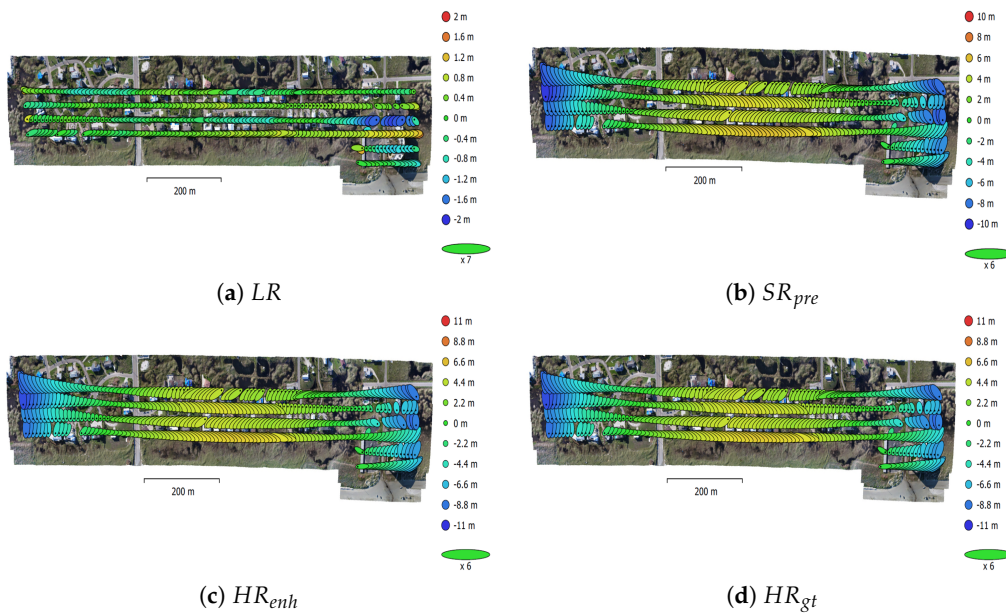 2 m
1.6 m
1.2 m
0.8 m
0.4 m
0 m
-0.4 m
-0.8 m
-1.2 m
-1.6 m
-2 m
200 m
x 7
(a) LR
10 m
8 m
6 m
4 m
2 m
0 m
-2 m
-4 m
-6 m
-8 m
-10 m
200 m
x 6
(b) SRpre
11 m
8.8 m
6.6 m
4.4 m
2.2 m
0 m
-2.2 m
-4.4 m
-6.6 m
-8.8 m
-11 m
200 m
x 6
(c) HRenh
11 m
8.8 m
6.6 m
4.4 m
2.2 m
0 m
-2.2 m
-4.4 m
-6.6 m
-8.8 m
-11 m
200 m
x 6
(d) HRgt